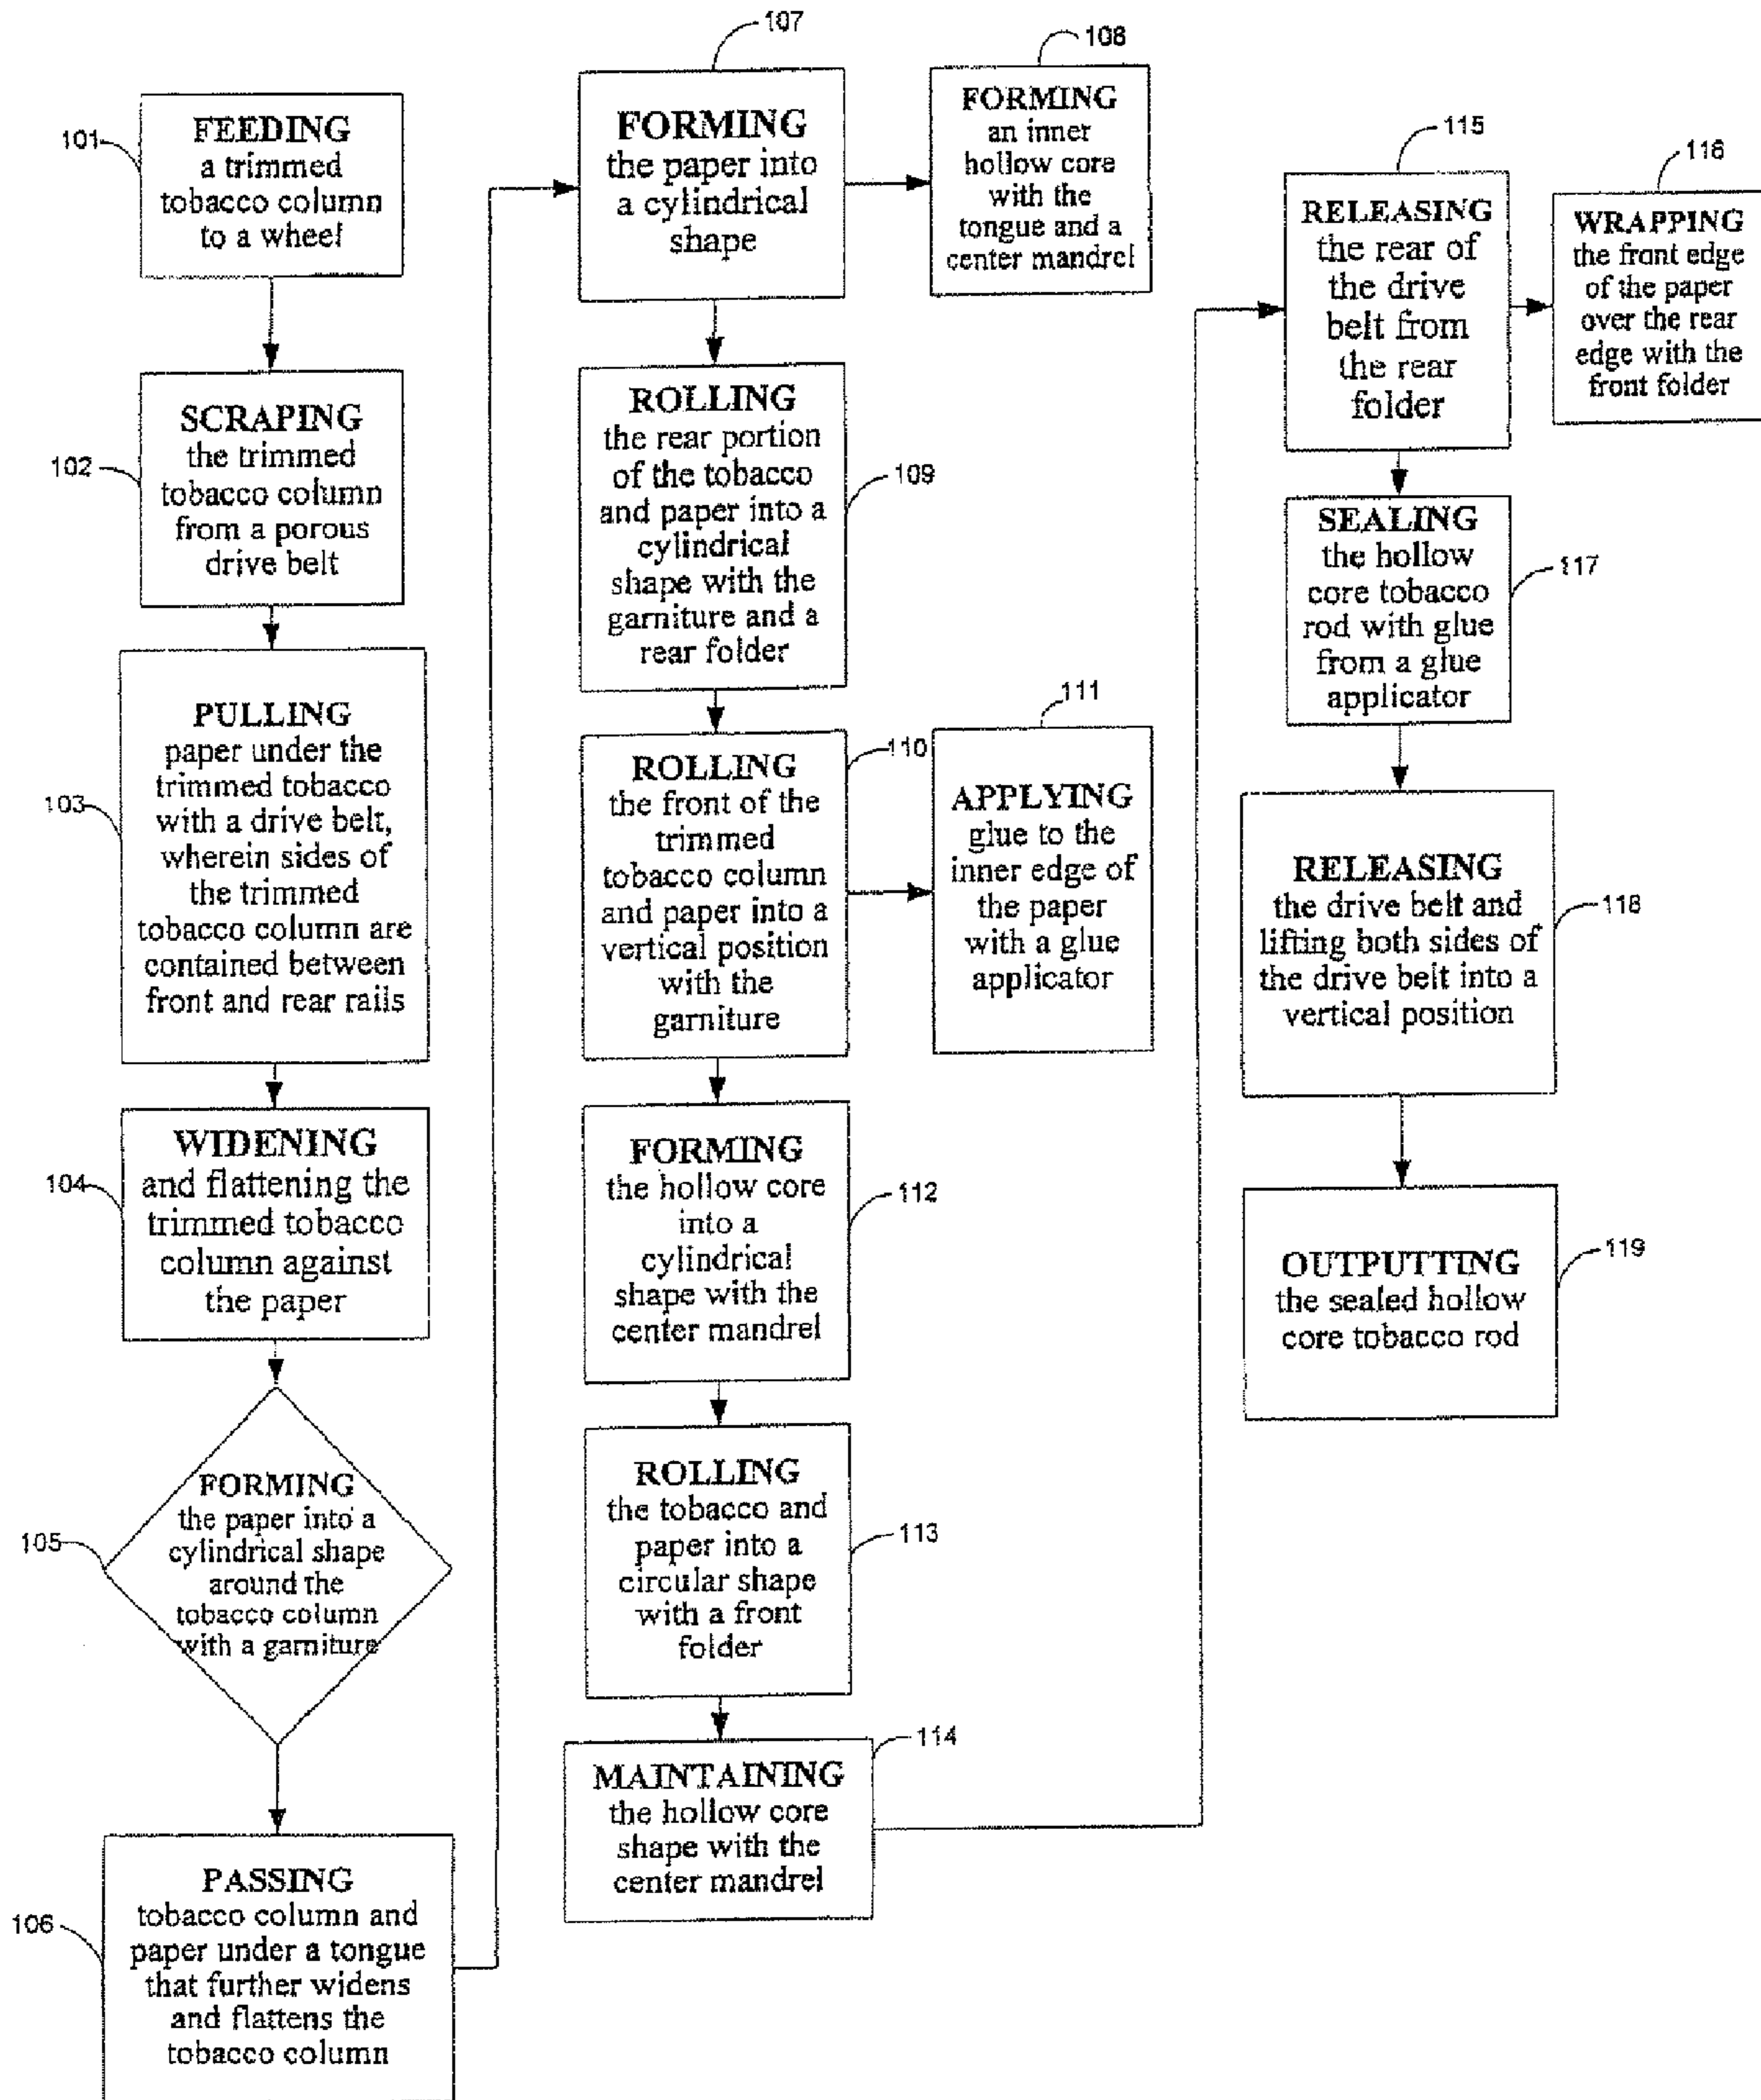 101
FEEDING
a trimmed
tobacco column
to a wheel
102
SCRAPING
the trimmed
tobacco column
from a porous
drive belt
103
PULLING
paper under the
trimmed tobacco
with a drive belt,
wherein sides of
the trimmed
tobacco column are
contained between
front and rear rails
104
WIDENING
and flattening the
trimmed tobacco
column against
the paper
105
FORMING
the paper into a
cylindrical shape
around the
tobacco column
with a garniture
106
PASSING
tobacco column and
paper under a tongue
that further widens
and flattens the
tobacco column
107
FORMING
the paper into
a cylindrical
shape
108
FORMING
an inner
hollow core
with the
tongue and a
center mandrel
109
ROLLING
the rear portion
of the tobacco
and paper into a
cylindrical
shape with the
garniture and a
rear folder
110
ROLLING
the front of the
trimmed
tobacco column
and paper into a
vertical position
with the
garniture
111
APPLYING
glue to the
inner edge of
the paper
with a glue
applicator
112
FORMING
the hollow core
into a
cylindrical
shape with the
center mandrel
113
ROLLING
the tobacco and
paper into a
circular shape
with a front
folder
114
MAINTAINING
the hollow core
shape with the
center mandrel
115
RELEASING
the rear of
the drive
belt from
the rear
folder
116
WRAPPING
the front edge
of the paper
over the rear
edge with the
front folder
117
SEALING
the hollow
core tobacco
rod with glue
from a glue
applicator
118
RELEASING
the drive belt and
lifting both sides of
the drive belt into a
vertical position
119
OUTPUTTING
the sealed hollow
core tobacco rod